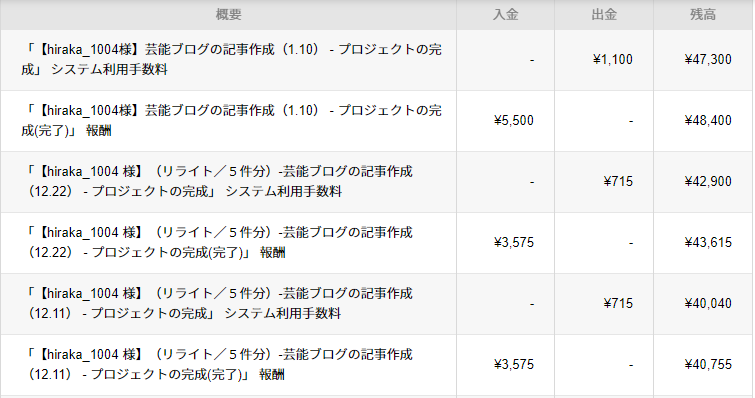 概要 入金 出金 残高
「【hiraka_1004様】芸能ブログの記事作成（1.10） - プロジェクトの完
成」 システム利用手数料 - ¥1,100 ¥47,300
「【hiraka_1004様】芸能ブログの記事作成（1.10） - プロジェクトの完
成(完了)」 報酬 ¥5,500 - ¥48,400
「【hiraka_1004 様】（リライト／５件分）-芸能ブログの記事作成
（12.22） - プロジェクトの完成」 システム利用手数料 - ¥715 ¥42,900
「【hiraka_1004 様】（リライト／５件分）-芸能ブログの記事作成
（12.22） - プロジェクトの完成(完了)」 報酬 ¥3,575 - ¥43,615
「【hiraka_1004 様】（リライト／５件分）-芸能ブログの記事作成
（12.11） - プロジェクトの完成」 システム利用手数料 - ¥715 ¥40,040
「【hiraka_1004 様】（リライト／５件分）-芸能ブログの記事作成
（12.11） - プロジェクトの完成(完了)」 報酬 ¥3,575 - ¥40,755